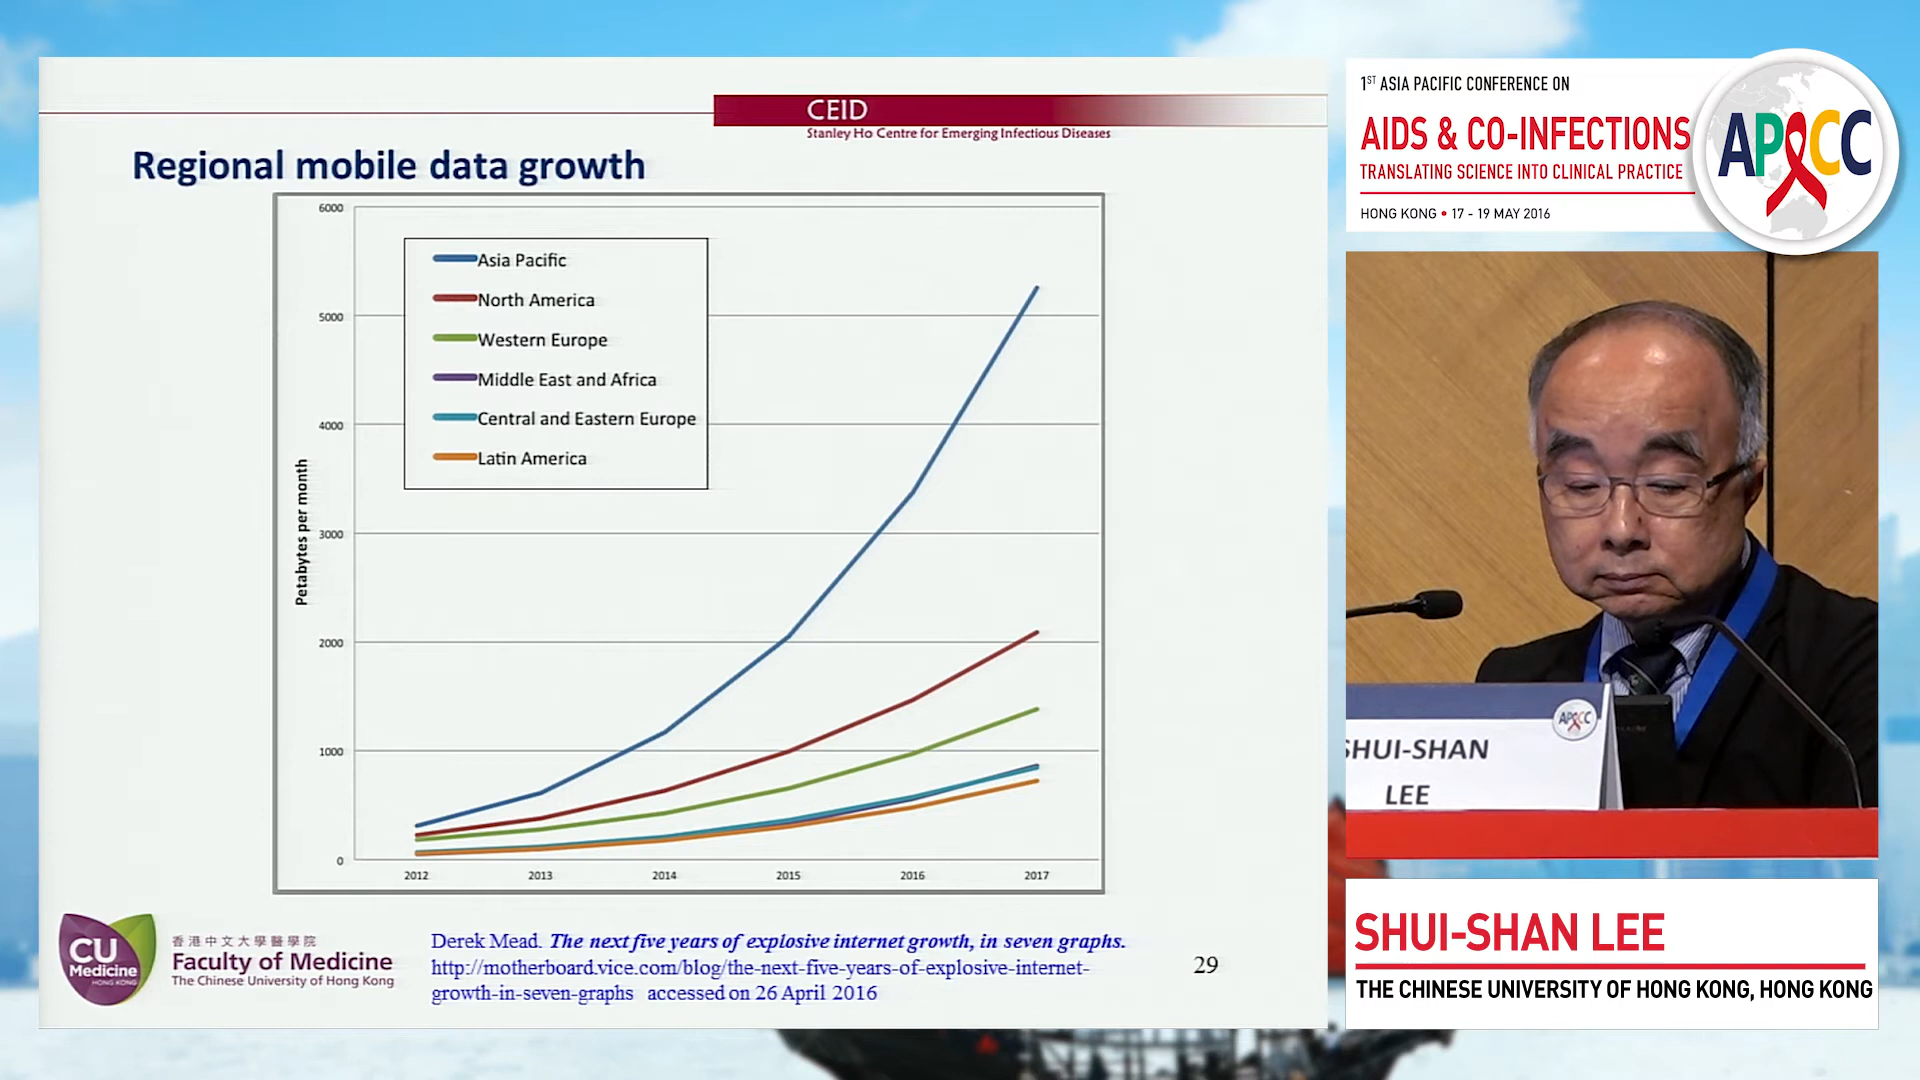 CEID
Stanley Ho Centre for Emerging Infectious Diseases
Regional mobile data growth
6000
5000
4000
3000
2000
1000
0
Petabytes per month
Asia Pacific
North America
Western Europe
Middle East and Africa
Central and Eastern Europe
Latin America
2012 2013 2014 2015 2016 2017
CU
Medicine
HONG KONG
香港中文大學醫學院
Faculty of Medicine
The Chinese University of Hong Kong
Derek Mead. The next five years of explosive internet growth, in seven graphs.
http://motherboard.vice.com/blog/the-next-five-years-of-explosive-internet-
growth-in-seven-graphs accessed on 26 April 2016
29
1ST ASIA PACIFIC CONFERENCE ON
AIDS & CO-INFECTIONS
TRANSLATING SCIENCE INTO CLINICAL PRACTICE
HONG KONG • 17 - 19 MAY 2016
APACC
APACC
SHUI-SHAN
LEE
SHUI-SHAN LEE
THE CHINESE UNIVERSITY OF HONG KONG, HONG KONG